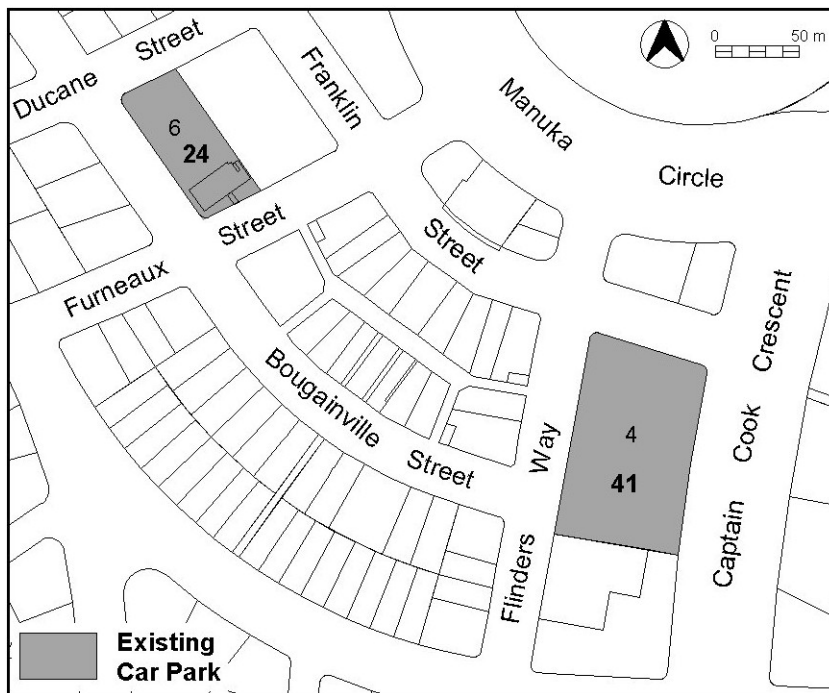 Ducane Street
Franklin
Street
Manuka
Circle
0 50 m
6
24
Furneaux Street
Bougainville
Street
Flinders Way
Crescent
4
41
Captain Cook
Existing
Car Park